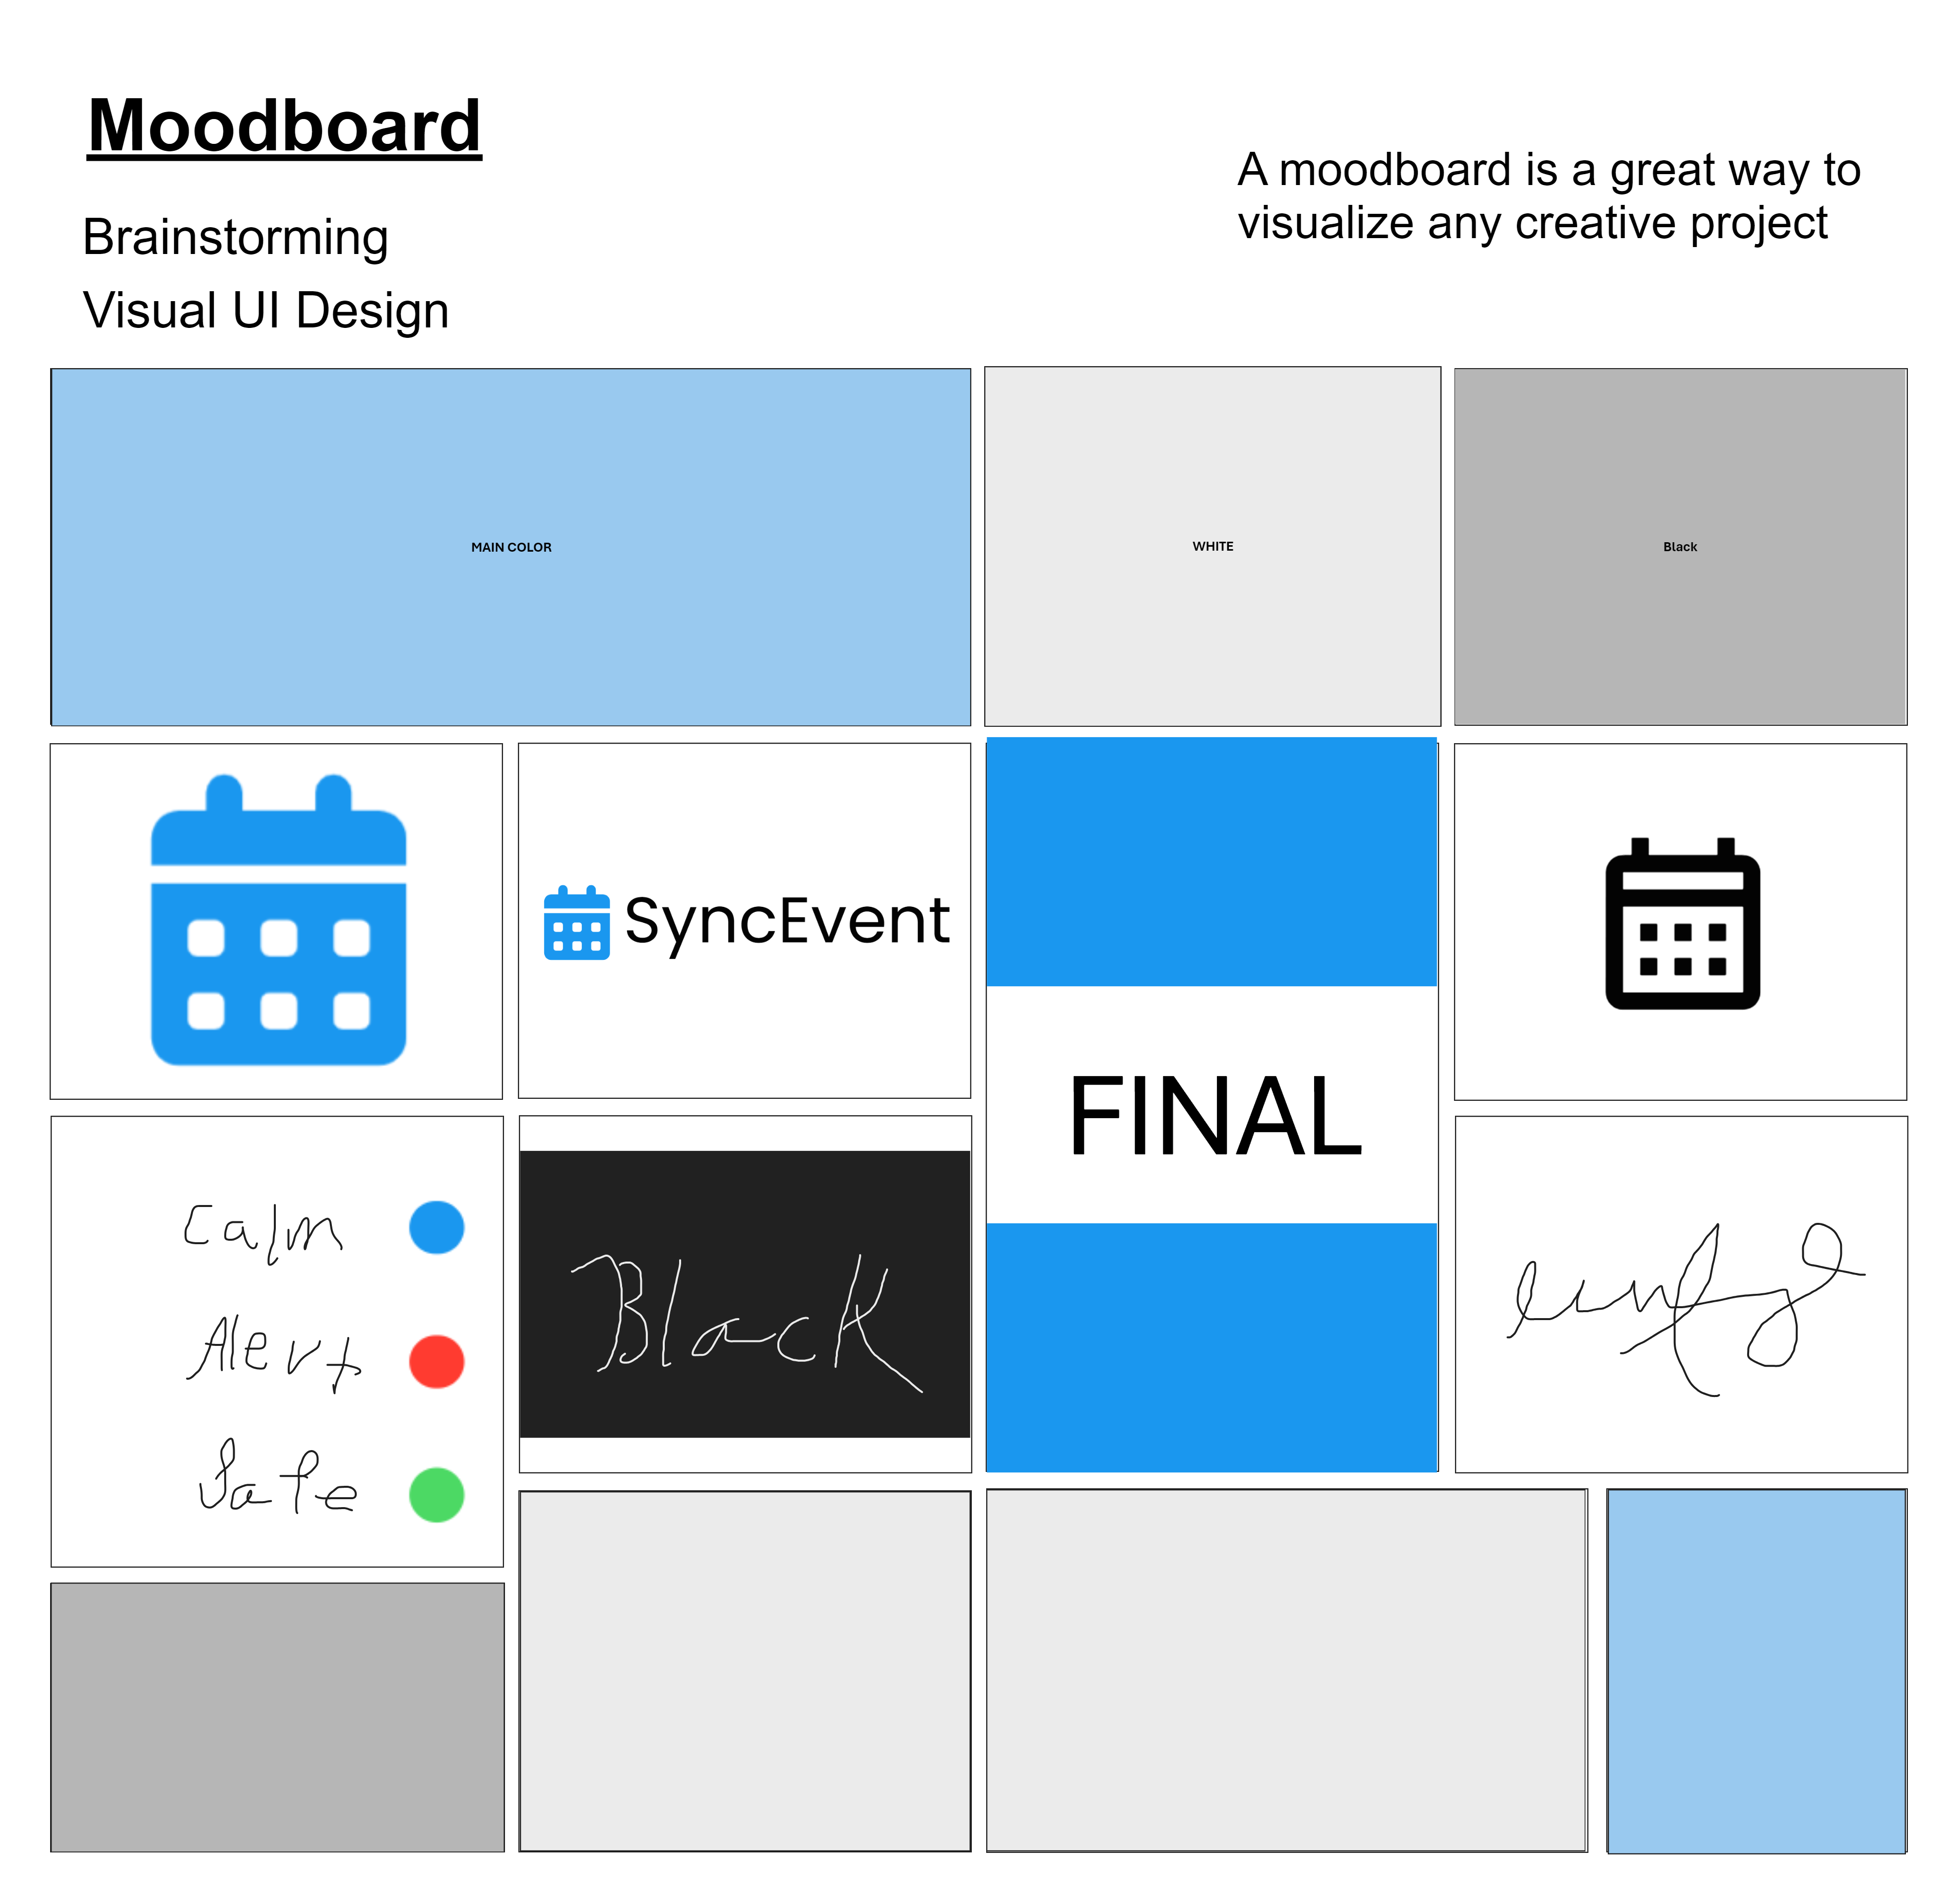 Moodboard
Brainstorming
Visual UI Design
A moodboard is a great way to
visualize any creative project
MAIN COLOR
WHITE
Black
SyncEvent
FINAL
Calm
Alert
Safe
Black